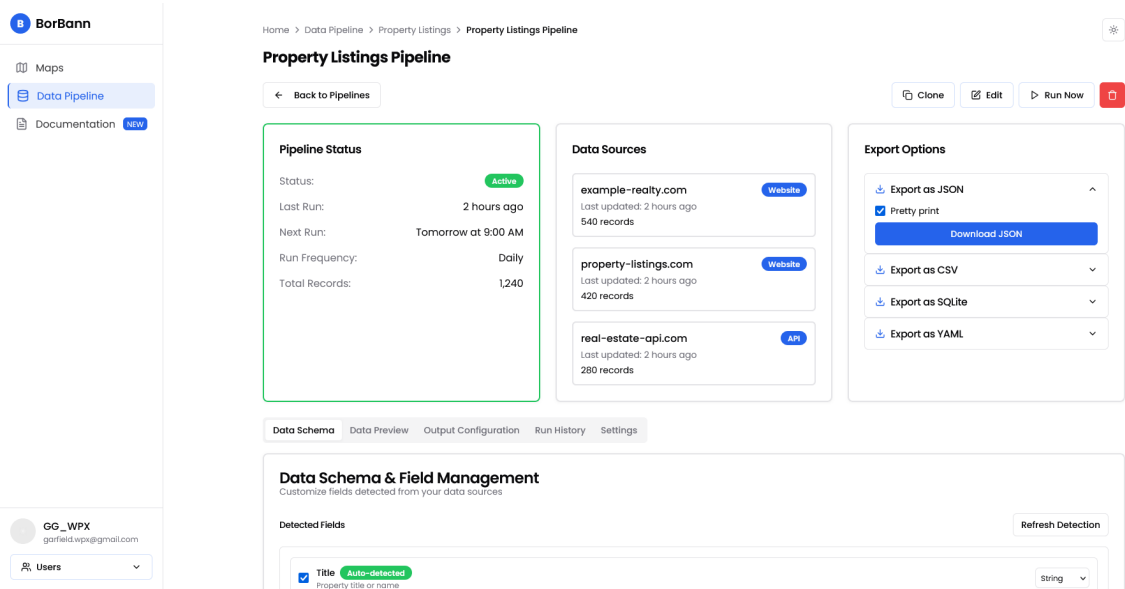 B BorBann
Maps
Data Pipeline
Documentation NEW
GG_WPX
garfield.wpx@gmail.com
Users
Home > Data Pipeline > Property Listings > Property Listings Pipeline
Property Listings Pipeline
Back to Pipelines
Clone
Edit
Run Now
Pipeline Status
Status: Active
Last Run: 2 hours ago
Next Run: Tomorrow at 9:00 AM
Run Frequency: Daily
Total Records: 1,240
Data Sources
example-realty.com Website
Last updated: 2 hours ago
540 records
property-listings.com Website
Last updated: 2 hours ago
420 records
real-estate-api.com API
Last updated: 2 hours ago
280 records
Export Options
Export as JSON
Pretty print
Download JSON
Export as CSV
Export as SQLite
Export as YAML
Data Schema Data Preview Output Configuration Run History Settings
Data Schema & Field Management
Customize fields detected from your data sources
Detected Fields
Refresh Detection
Title Auto-detected
Property title or name
String